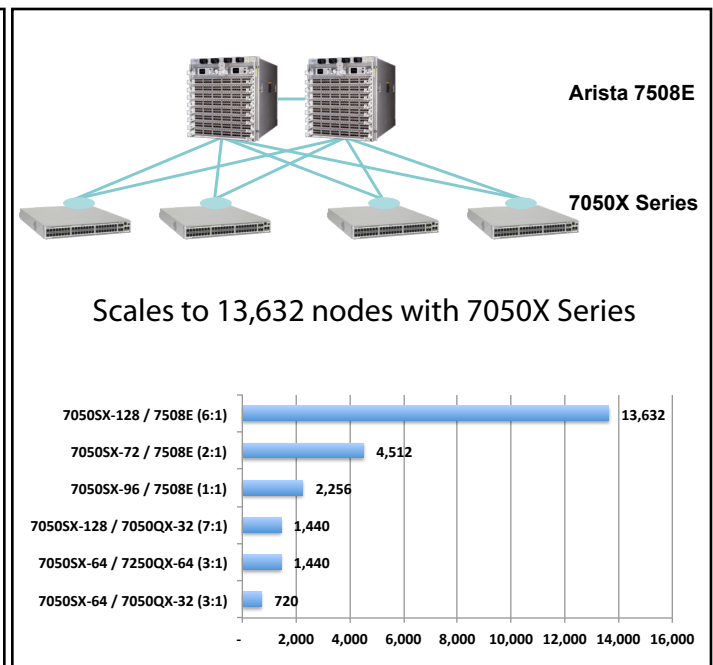 Arista 7508E
7050X Series
Scales to 13,632 nodes with 7050X Series
7050SX-128 / 7508E (6:1)
13,632
7050SX-72 / 7508E (2:1)
4,512
7050SX-96 / 7508E (1:1)
2,256
7050SX-128 / 7050QX-32 (7:1)
1,440
7050SX-64 / 7250QX-64 (3:1)
1,440
7050SX-64 / 7050QX-32 (3:1)
720
- 2,000 4,000 6,000 8,000 10,000 12,000 14,000 16,000